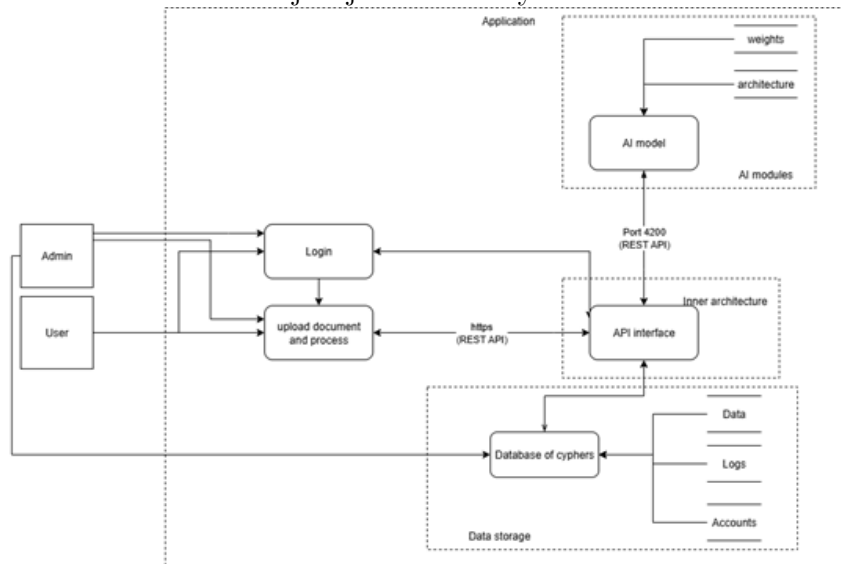 Application
weights
architecture
AI model
AI modules
Port 4200
(REST API)
Admin
Login
Inner architecture
User
upload document
and process
https
(REST API)
API interface
Data
Database of cyphers
Logs
Accounts
Data storage